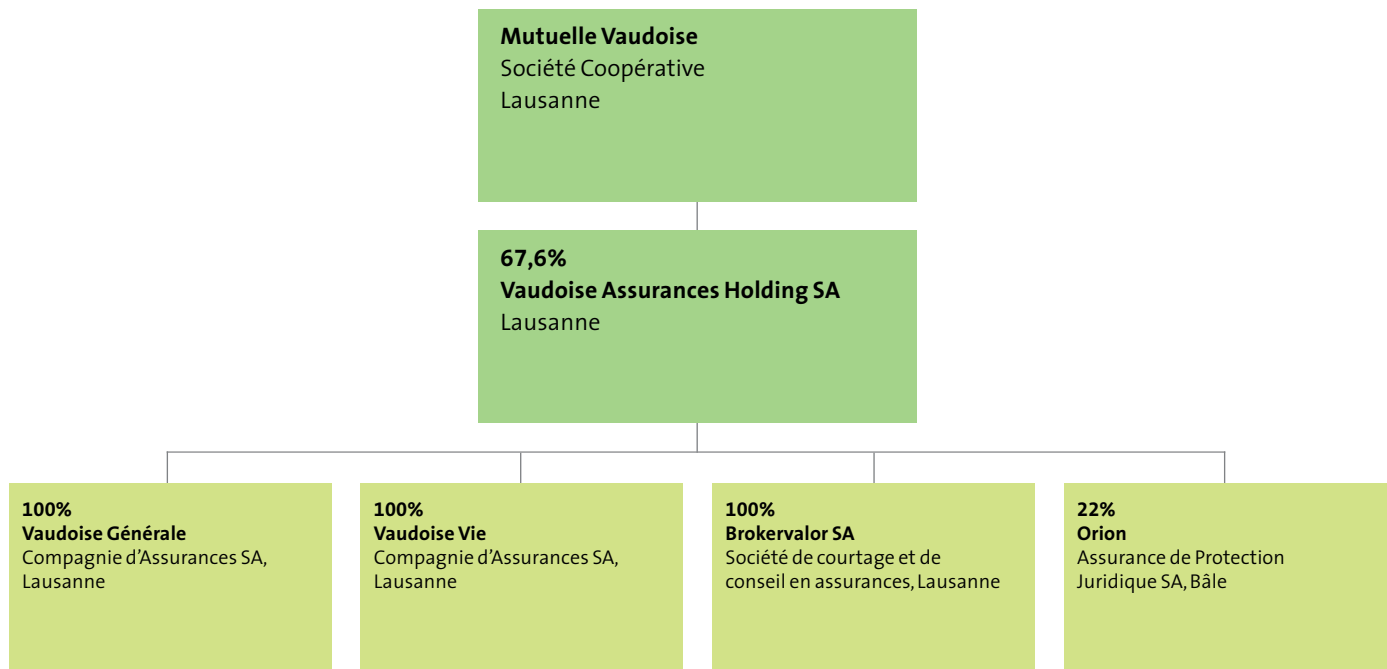 Mutuelle Vaudoise
Société Coopérative
Lausanne
67,6%
Vaudoise Assurances Holding SA
Lausanne
100%
Vaudoise Générale
Compagnie d’Assurances SA,
Lausanne
100%
Vaudoise Vie
Compagnie d’Assurances SA,
Lausanne
100%
Brokervalor SA
Société de courtage et de
conseil en assurances, Lausanne
22%
Orion
Assurance de Protection
Juridique SA, Bâle